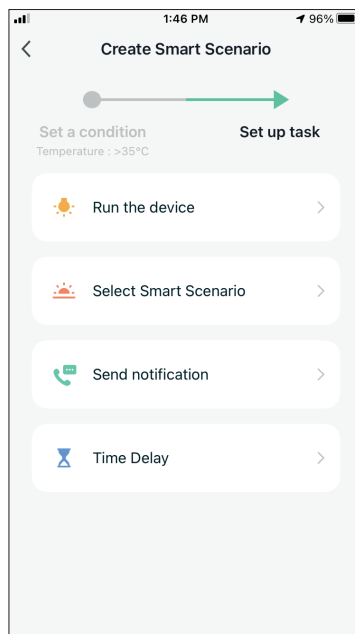 1:46 PM
96%
Create Smart Scenario
Set a condition
Set up task
Temperature : >35°C
Run the device
Select Smart Scenario
Send notification
Time Delay